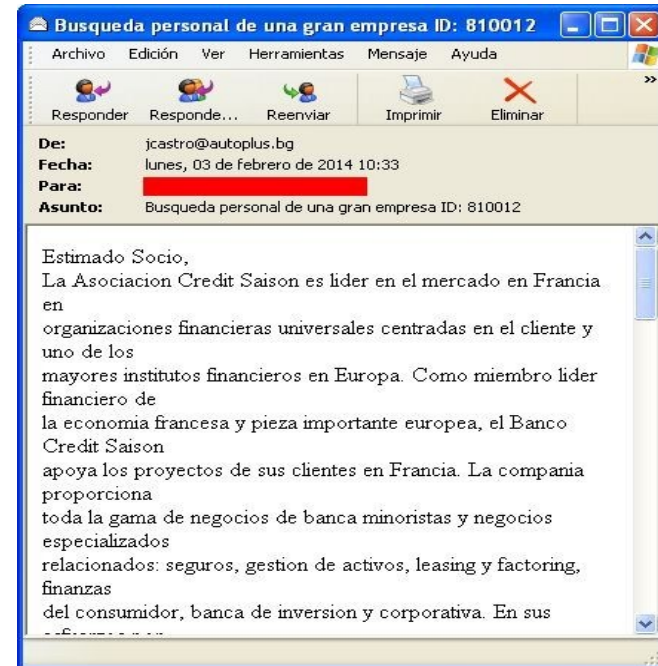 Busqueda personal de una gran empresa ID: 810012
Archivo Edición Ver Herramientas Mensaje Ayuda
Responder Responde... Reenviar Imprimir Eliminar
De: jcastro@autoplus.bg
Fecha: lunes, 03 de febrero de 2014 10:33
Para:
Asunto: Busqueda personal de una gran empresa ID: 810012
Estimado Socio,
La Asociacion Credit Saison es lider en el mercado en Francia
en
organizaciones financieras universales centradas en el cliente y
uno de los
mayores institutos financieros en Europa. Como miembro lider
financiero de
la economia francesa y pieza importante europea, el Banco
Credit Saison
apoya los proyectos de sus clientes en Francia. La compania
proporciona
toda la gama de negocios de banca minoristas y negocios
especializados
relacionados: seguros, gestion de activos, leasing y factoring,
finanzas
del consumidor, banca de inversion y corporativa. En sus